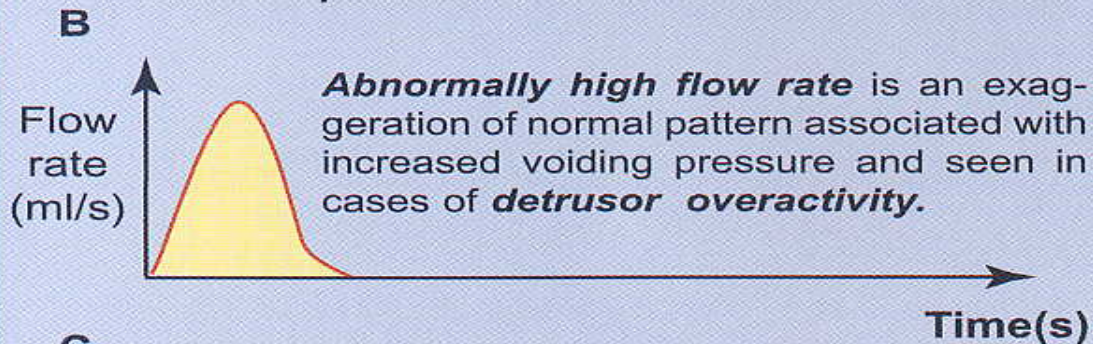 B
Flow
rate
(ml/s)
Abnormally high flow rate is an exag-
geration of normal pattern associated with
increased voiding pressure and seen in
cases of detrusor overactivity.
Time(s)